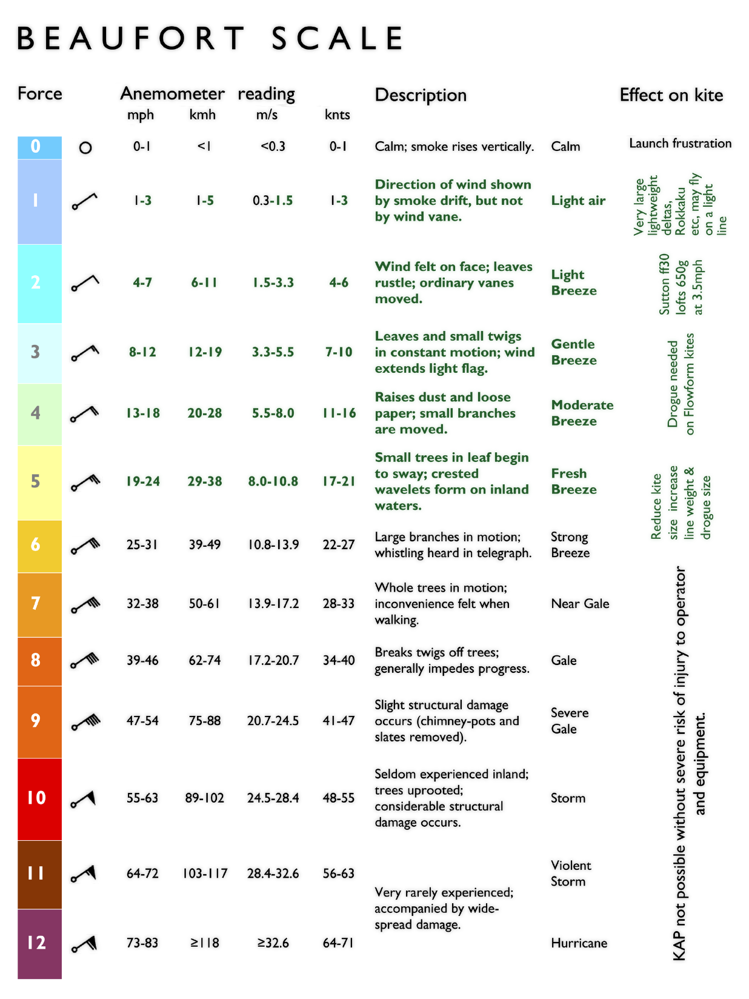 BEAUFORT SCALE
Force Anemometer reading Description Effect on kite
mph kmh m/s knts
0 0-1 <1 <0.3 0-1 Calm; smoke rises vertically. Calm Launch frustration
1 1-3 1-5 0.3-1.5 1-3
Direction of wind shown
by smoke drift, but not
by wind vane.
Light air
Very large
lightweight
deltas,
Rokkaku
etc, may fly
on a light
line
2 4-7 6-11 1.5-3.3 4-6
Wind felt on face; leaves
rustle; ordinary vanes
moved.
Light
Breeze
Sutton ff30
lofts 650g
at 3.5mph
3 8-12 12-19 3.3-5.5 7-10
Leaves and small twigs
in constant motion; wind
extends light flag.
Gentle
Breeze
Drogue needed
on Flowform kites
4 13-18 20-28 5.5-8.0 11-16
Raises dust and loose
paper; small branches
are moved.
Moderate
Breeze
5 19-24 29-38 8.0-10.8 17-21
Small trees in leaf begin
to sway; crested
wavelets form on inland
waters.
Fresh
Breeze
Reduce kite
size increase
line weight &
drogue size
6 25-31 39-49 10.8-13.9 22-27
Large branches in motion;
whistling heard in telegraph.
Strong
Breeze
7 32-38 50-61 13.9-17.2 28-33
Whole trees in motion;
inconvenience felt when
walking.
Near Gale
KAP not possible without severe risk of injury to operator
and equipment.
8 39-46 62-74 17.2-20.7 34-40
Breaks twigs off trees;
generally impedes progress.
Gale
9 47-54 75-88 20.7-24.5 41-47
Slight structural damage
occurs (chimney-pots and
slates removed).
Severe
Gale
10 55-63 89-102 24.5-28.4 48-55
Seldom experienced inland;
trees uprooted;
considerable structural
damage occurs.
Storm
11 64-72 103-117 28.4-32.6 56-63
Violent
Storm
Very rarely experienced;
accompanied by wide-
spread damage.
12 73-83 ≥118 ≥32.6 64-71
Hurricane